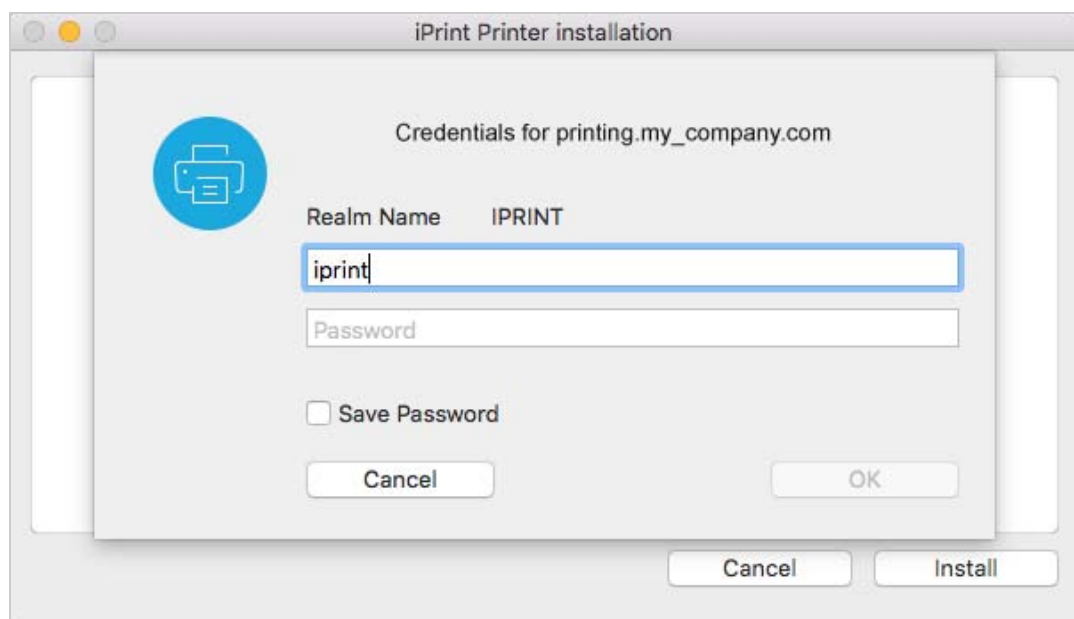 iPrint Printer installation
Credentials for printing.my_company.com
Realm Name IPRINT
iprint
Password
Save Password
Cancel OK
Cancel Install